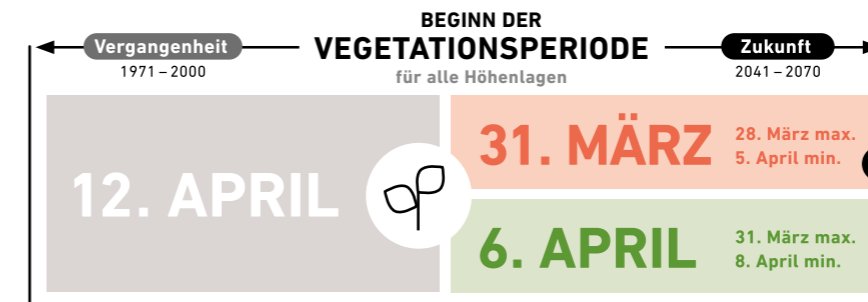 BEGINN DER
Vergangenheit
VEGETATIONSPERIODE
Zukunft
1971 – 2000
für alle Höhenlagen
2041 – 2070
12. APRIL
31. MÄRZ
28. März max.
5. April min.
6. APRIL
31. März max.
8. April min.